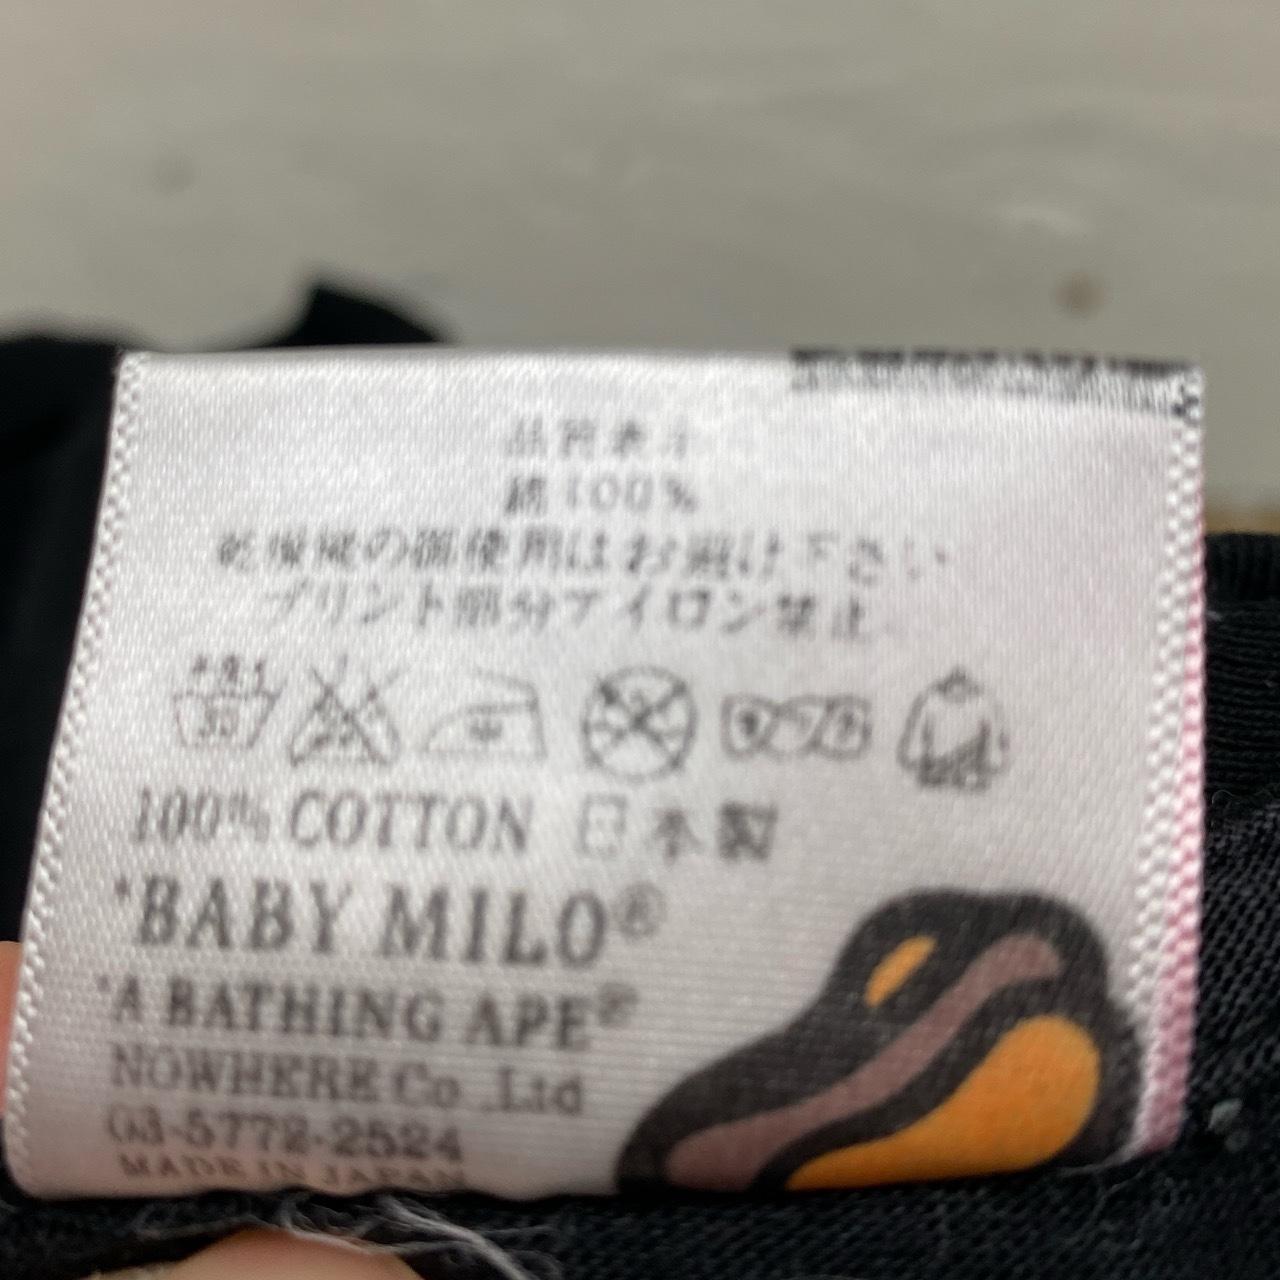 品質表示
綿100%
乾燥機の御使用はお避け下さい
プリント部分アイロン禁止
30
100% COTTON 日本製
*BABY MILO®
*A BATHING APE®
NOWHERE Co .Ltd
03-5772-2524
MADE IN JAPAN